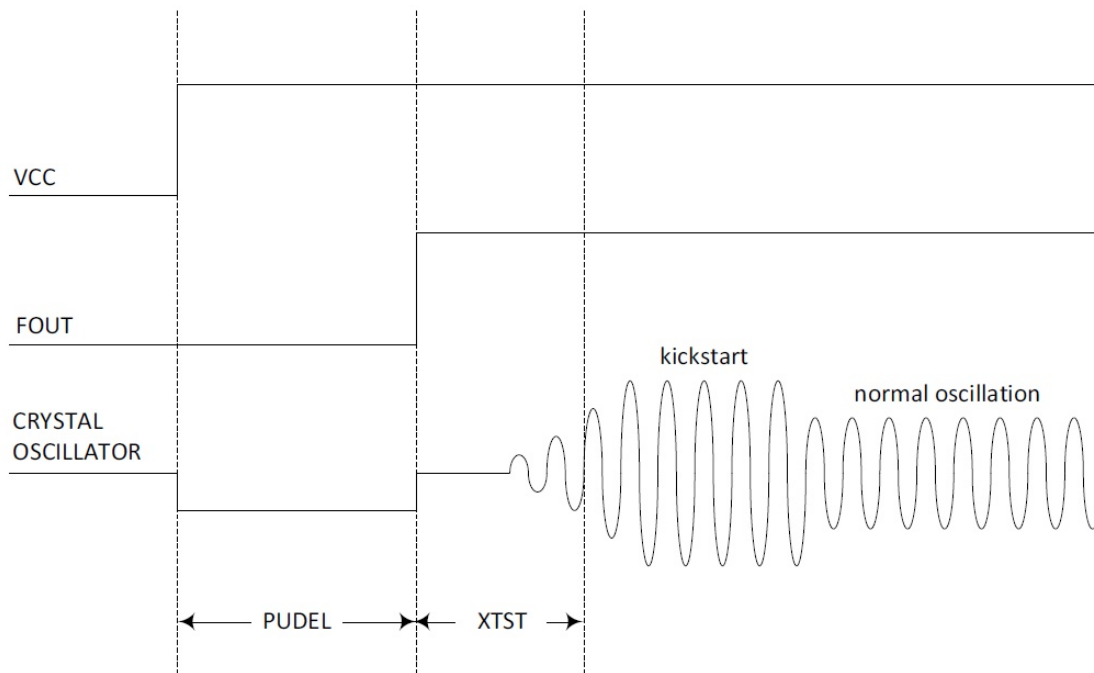 VCC
FOUT
kickstart
normal oscillation
CRYSTAL
OSCILLATOR
PUDEL
XTST